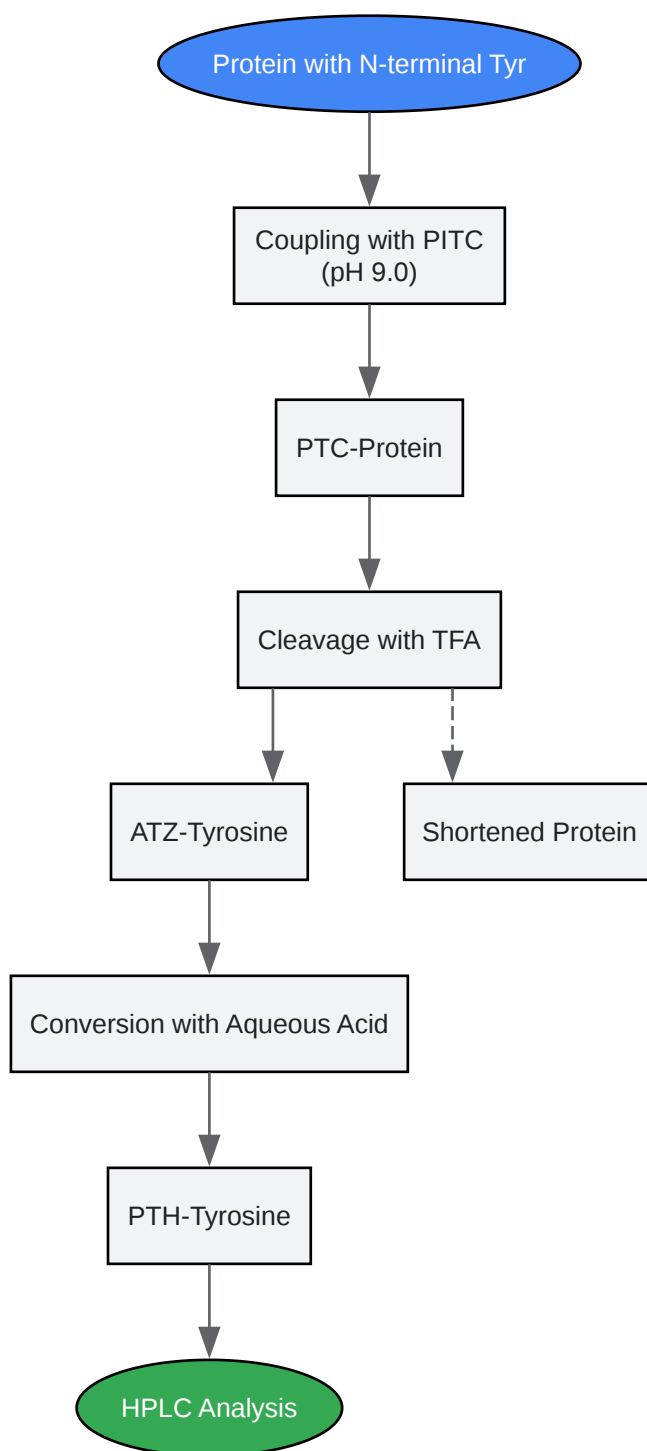 Protein with N-terminal Tyr
Coupling with PITC
(pH 9.0)
PTC-Protein
Cleavage with TFA
ATZ-Tyrosine
Shortened Protein
Conversion with Aqueous Acid
PTH-Tyrosine
HPLC Analysis